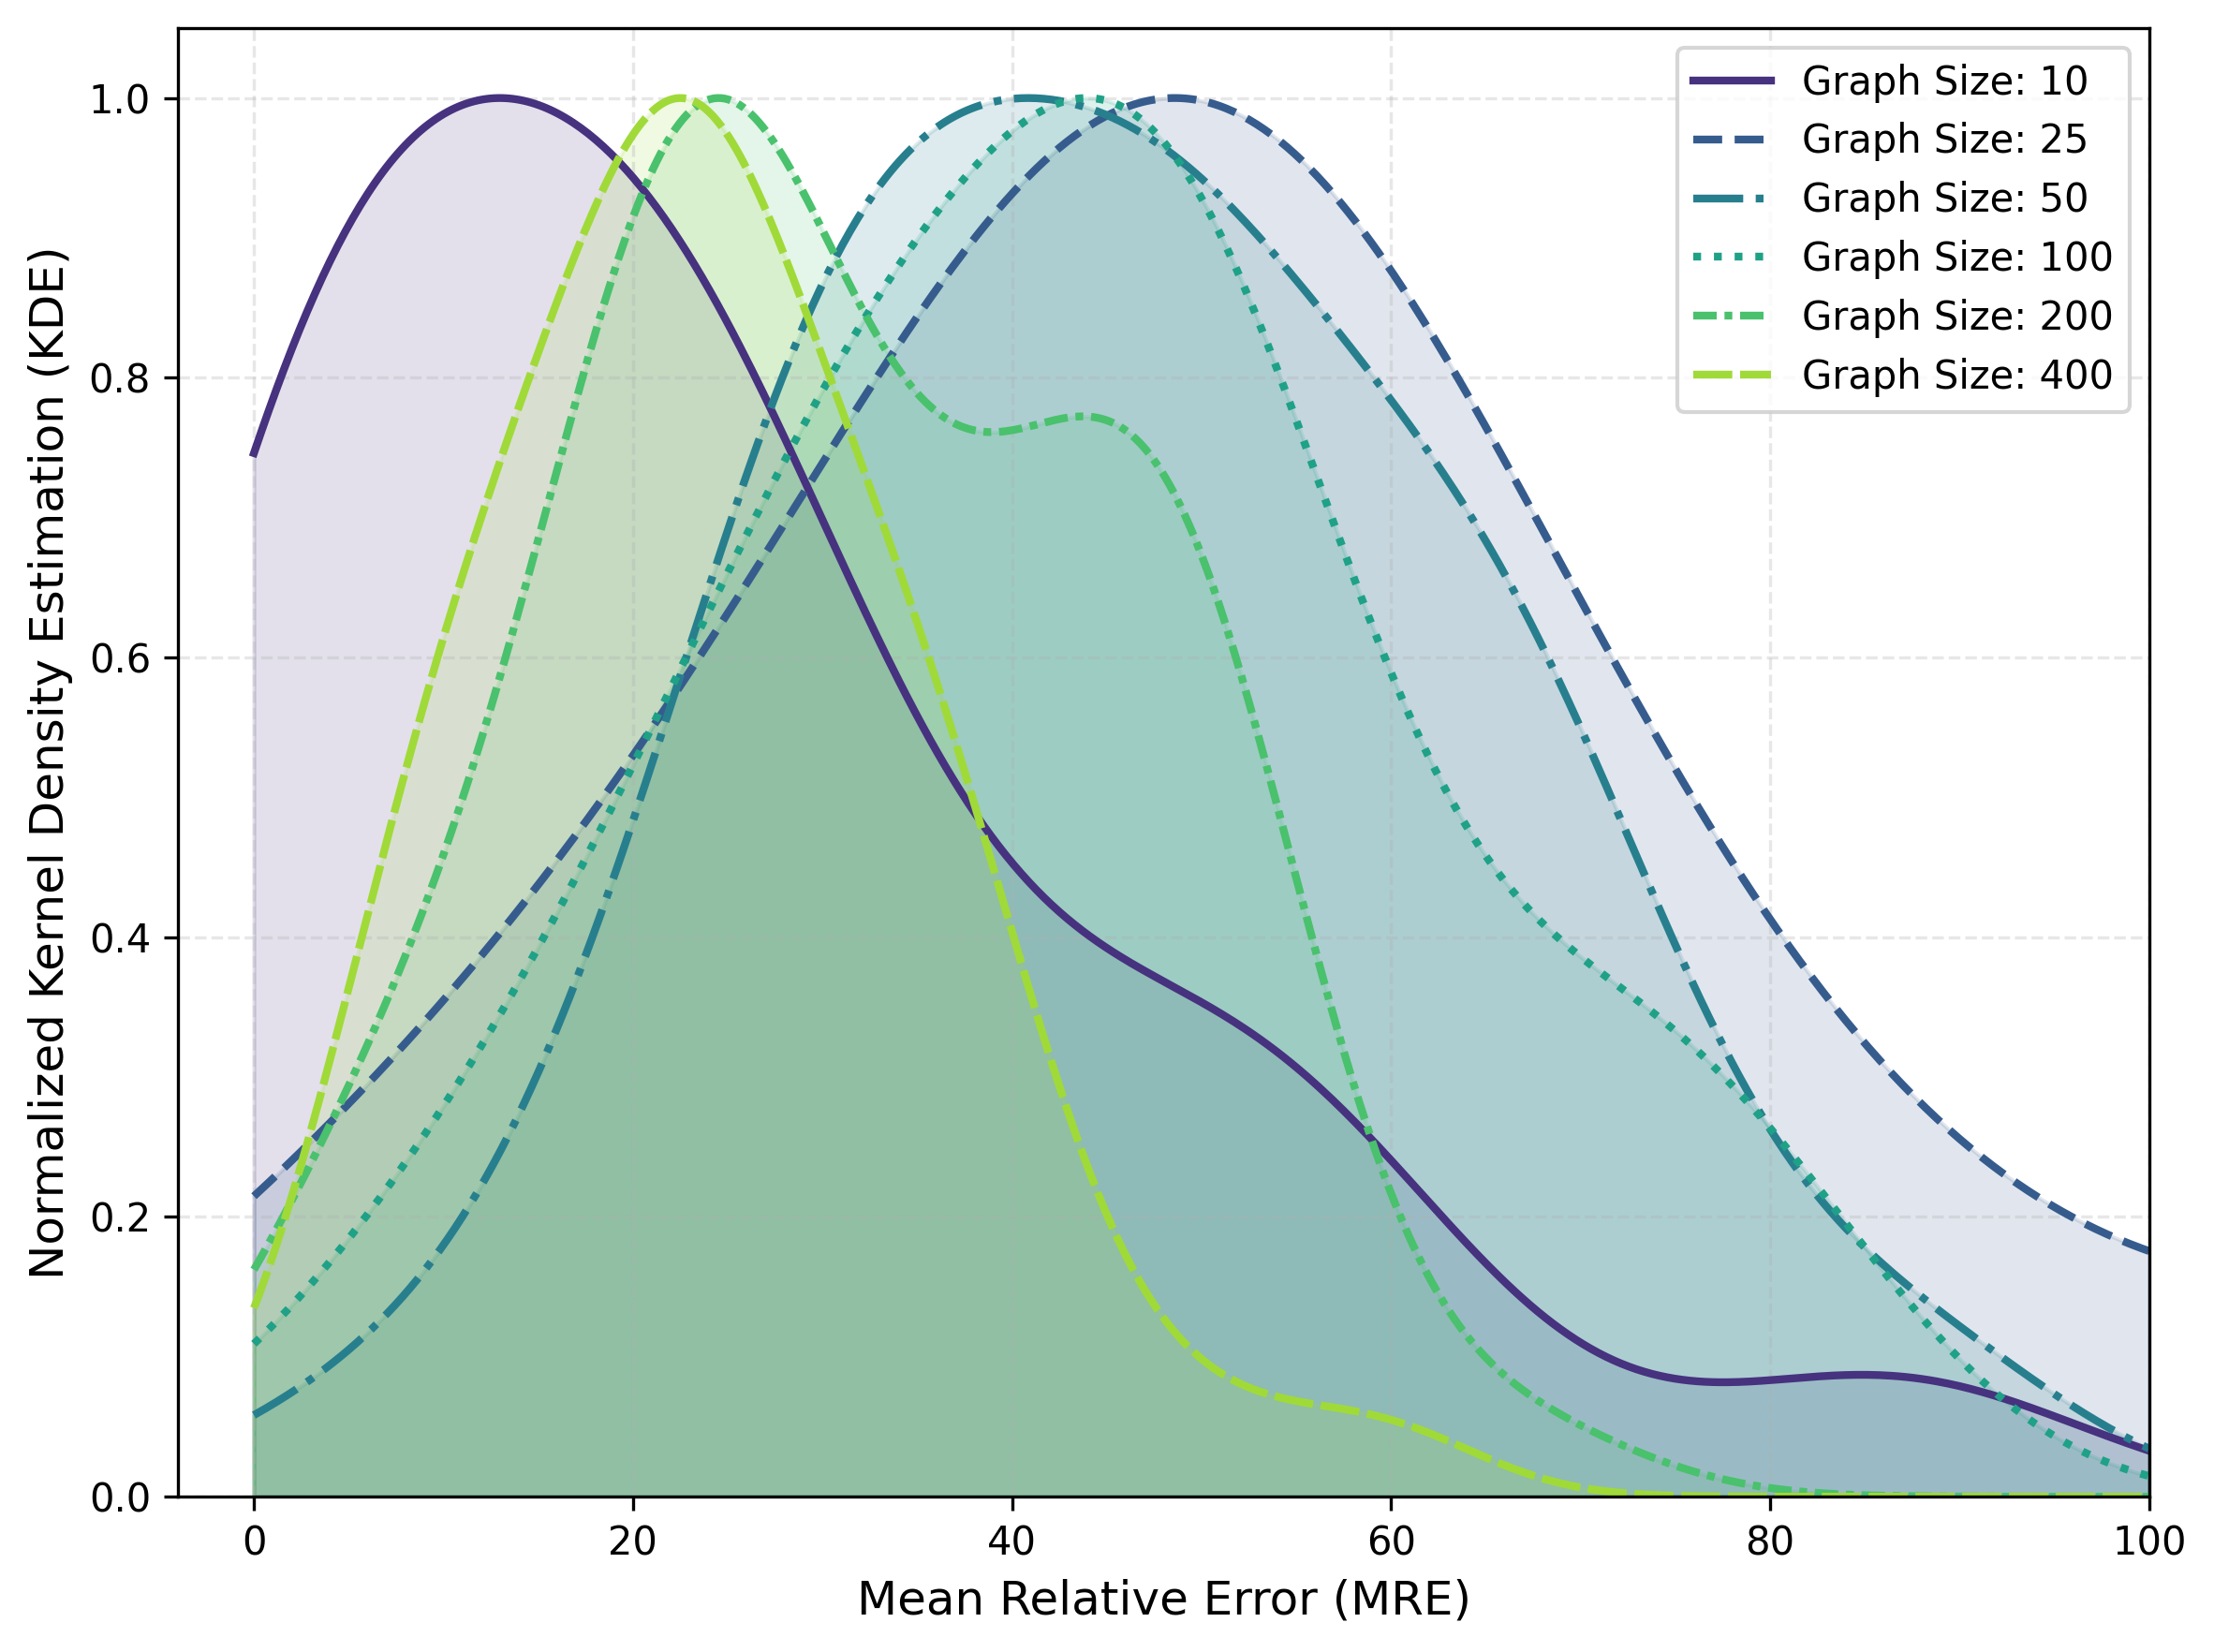 Normalized Kernel Density Estimation (KDE)
1.0
0.8
0.6
0.4
0.2
0.0
Graph Size: 10
Graph Size: 25
Graph Size: 50
Graph Size: 100
Graph Size: 200
Graph Size: 400
0 20 40 60 80 100
Mean Relative Error (MRE)